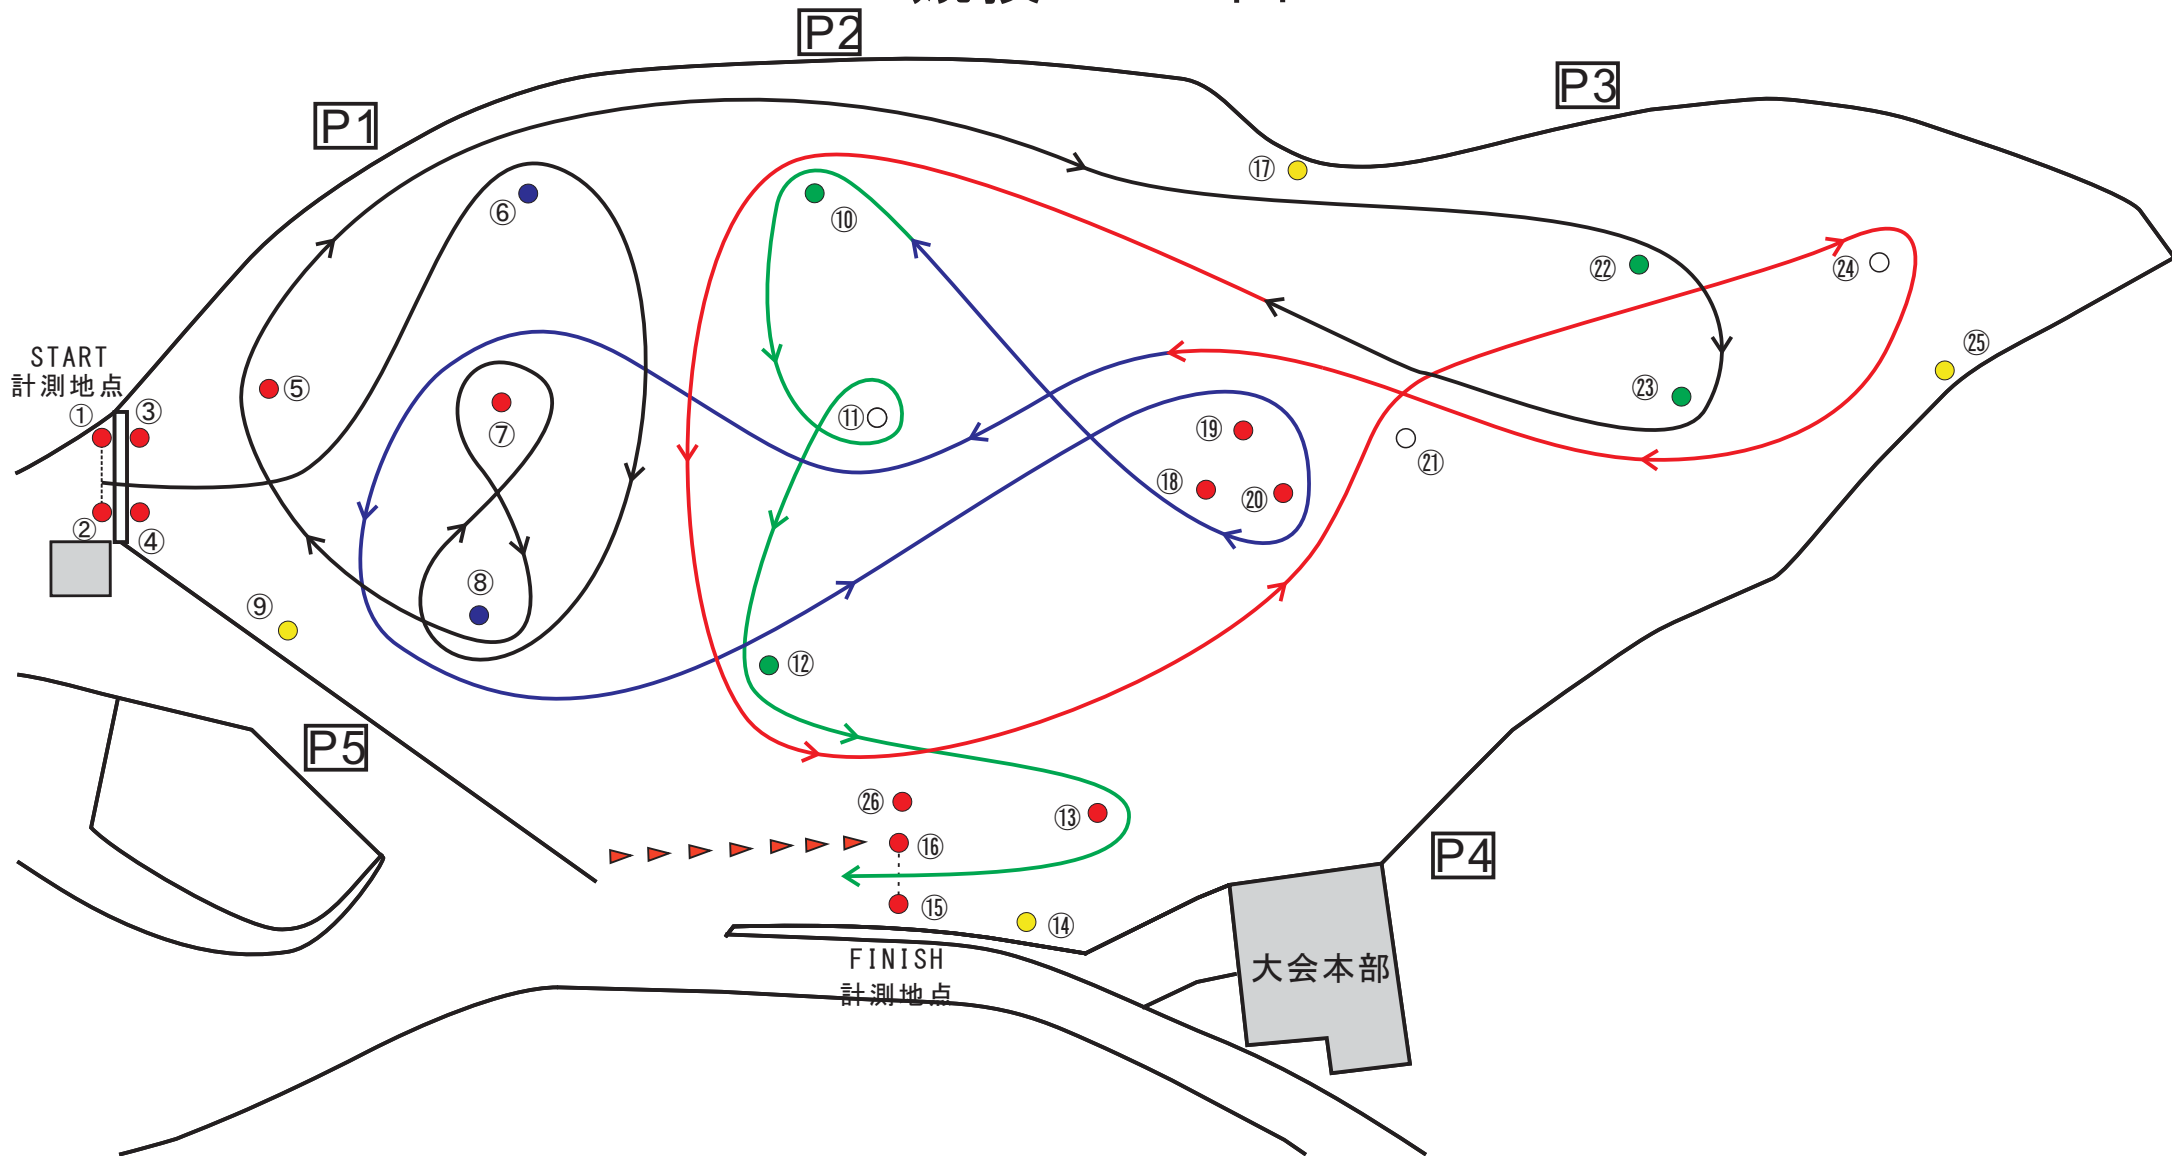 P2
P3
P1
⑰
⑥
⑩
㉒
㉔
START
計測地点
⑤
㉕
㉓
①
③
⑪
⑦
⑲
㉑
⑱
⑳
②
④
⑧
⑨
⑫
P5
㉖
⑬
⑯
P4
⑮
⑭
FINISH
計測地点
大会本部